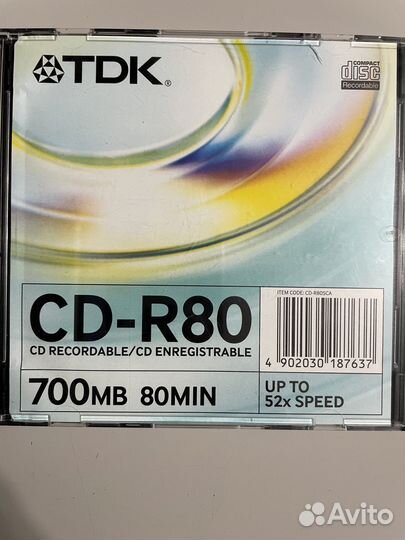 TDK®
COMPACT
disc
Recordable
CD-R80
CD RECORDABLE/CD ENREGISTRABLE
700MB 80MIN
ITEM CODE: CD-R80SCA
4 902030 187637
UP TO
52x SPEED
Avito